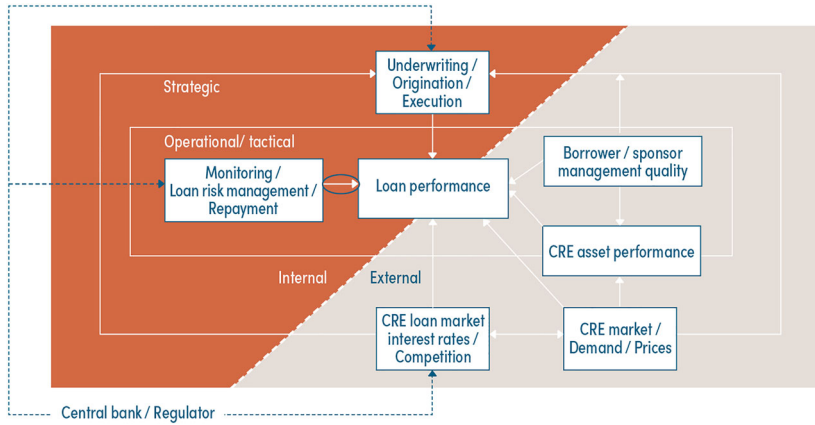 Underwriting /
Origination /
Execution
Strategic
Operational/ tactical
Monitoring /
Loan risk management /
Repayment
Loan performance
Borrower / sponsor
management quality
CRE asset performance
Internal
External
CRE loan market
interest rates /
Competition
CRE market /
Demand / Prices
Central bank / Regulator